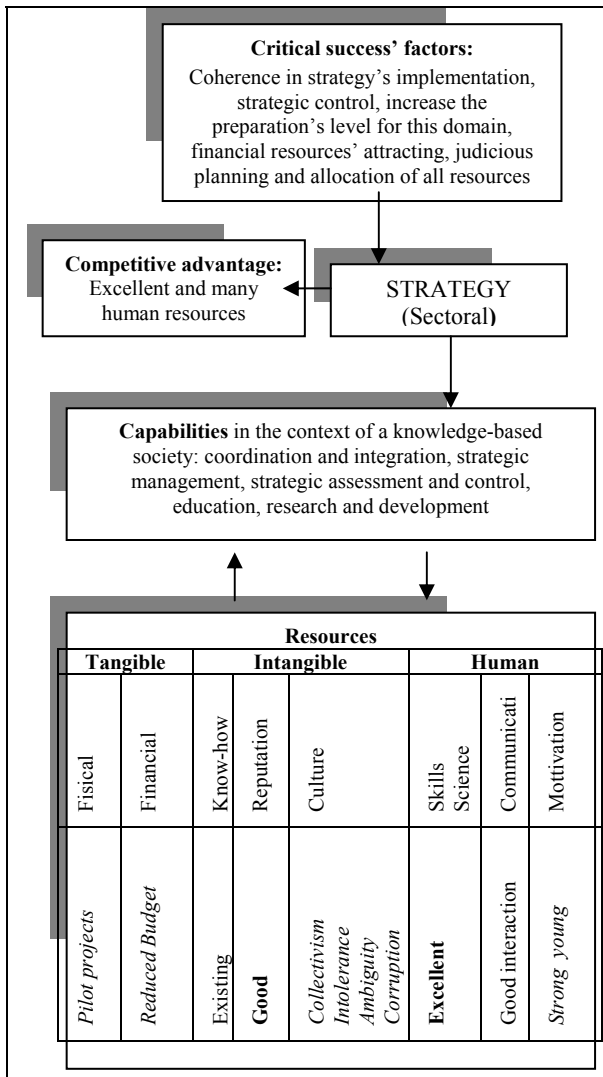 Critical success' factors:
Coherence in strategy's implementation,
strategic control, increase the
preparation's level for this domain,
financial resources' attracting, judicious
planning and allocation of all resources
Competitive advantage:
Excellent and many
human resources
STRATEGY
(Sectoral)
Capabilities in the context of a knowledge-based
society: coordination and integration, strategic
management, strategic assessment and control,
education, research and development
Resources
Tangible
Intangible
Human
Fisical
Financial
Know-how
Reputation
Culture
Skills
Science
Communicati
Mottivation
Pilot projects
Reduced Budget
Existing
Good
Collectivism
Intolerance
Ambiguity
Corruption
Excellent
Good interaction
Strong young